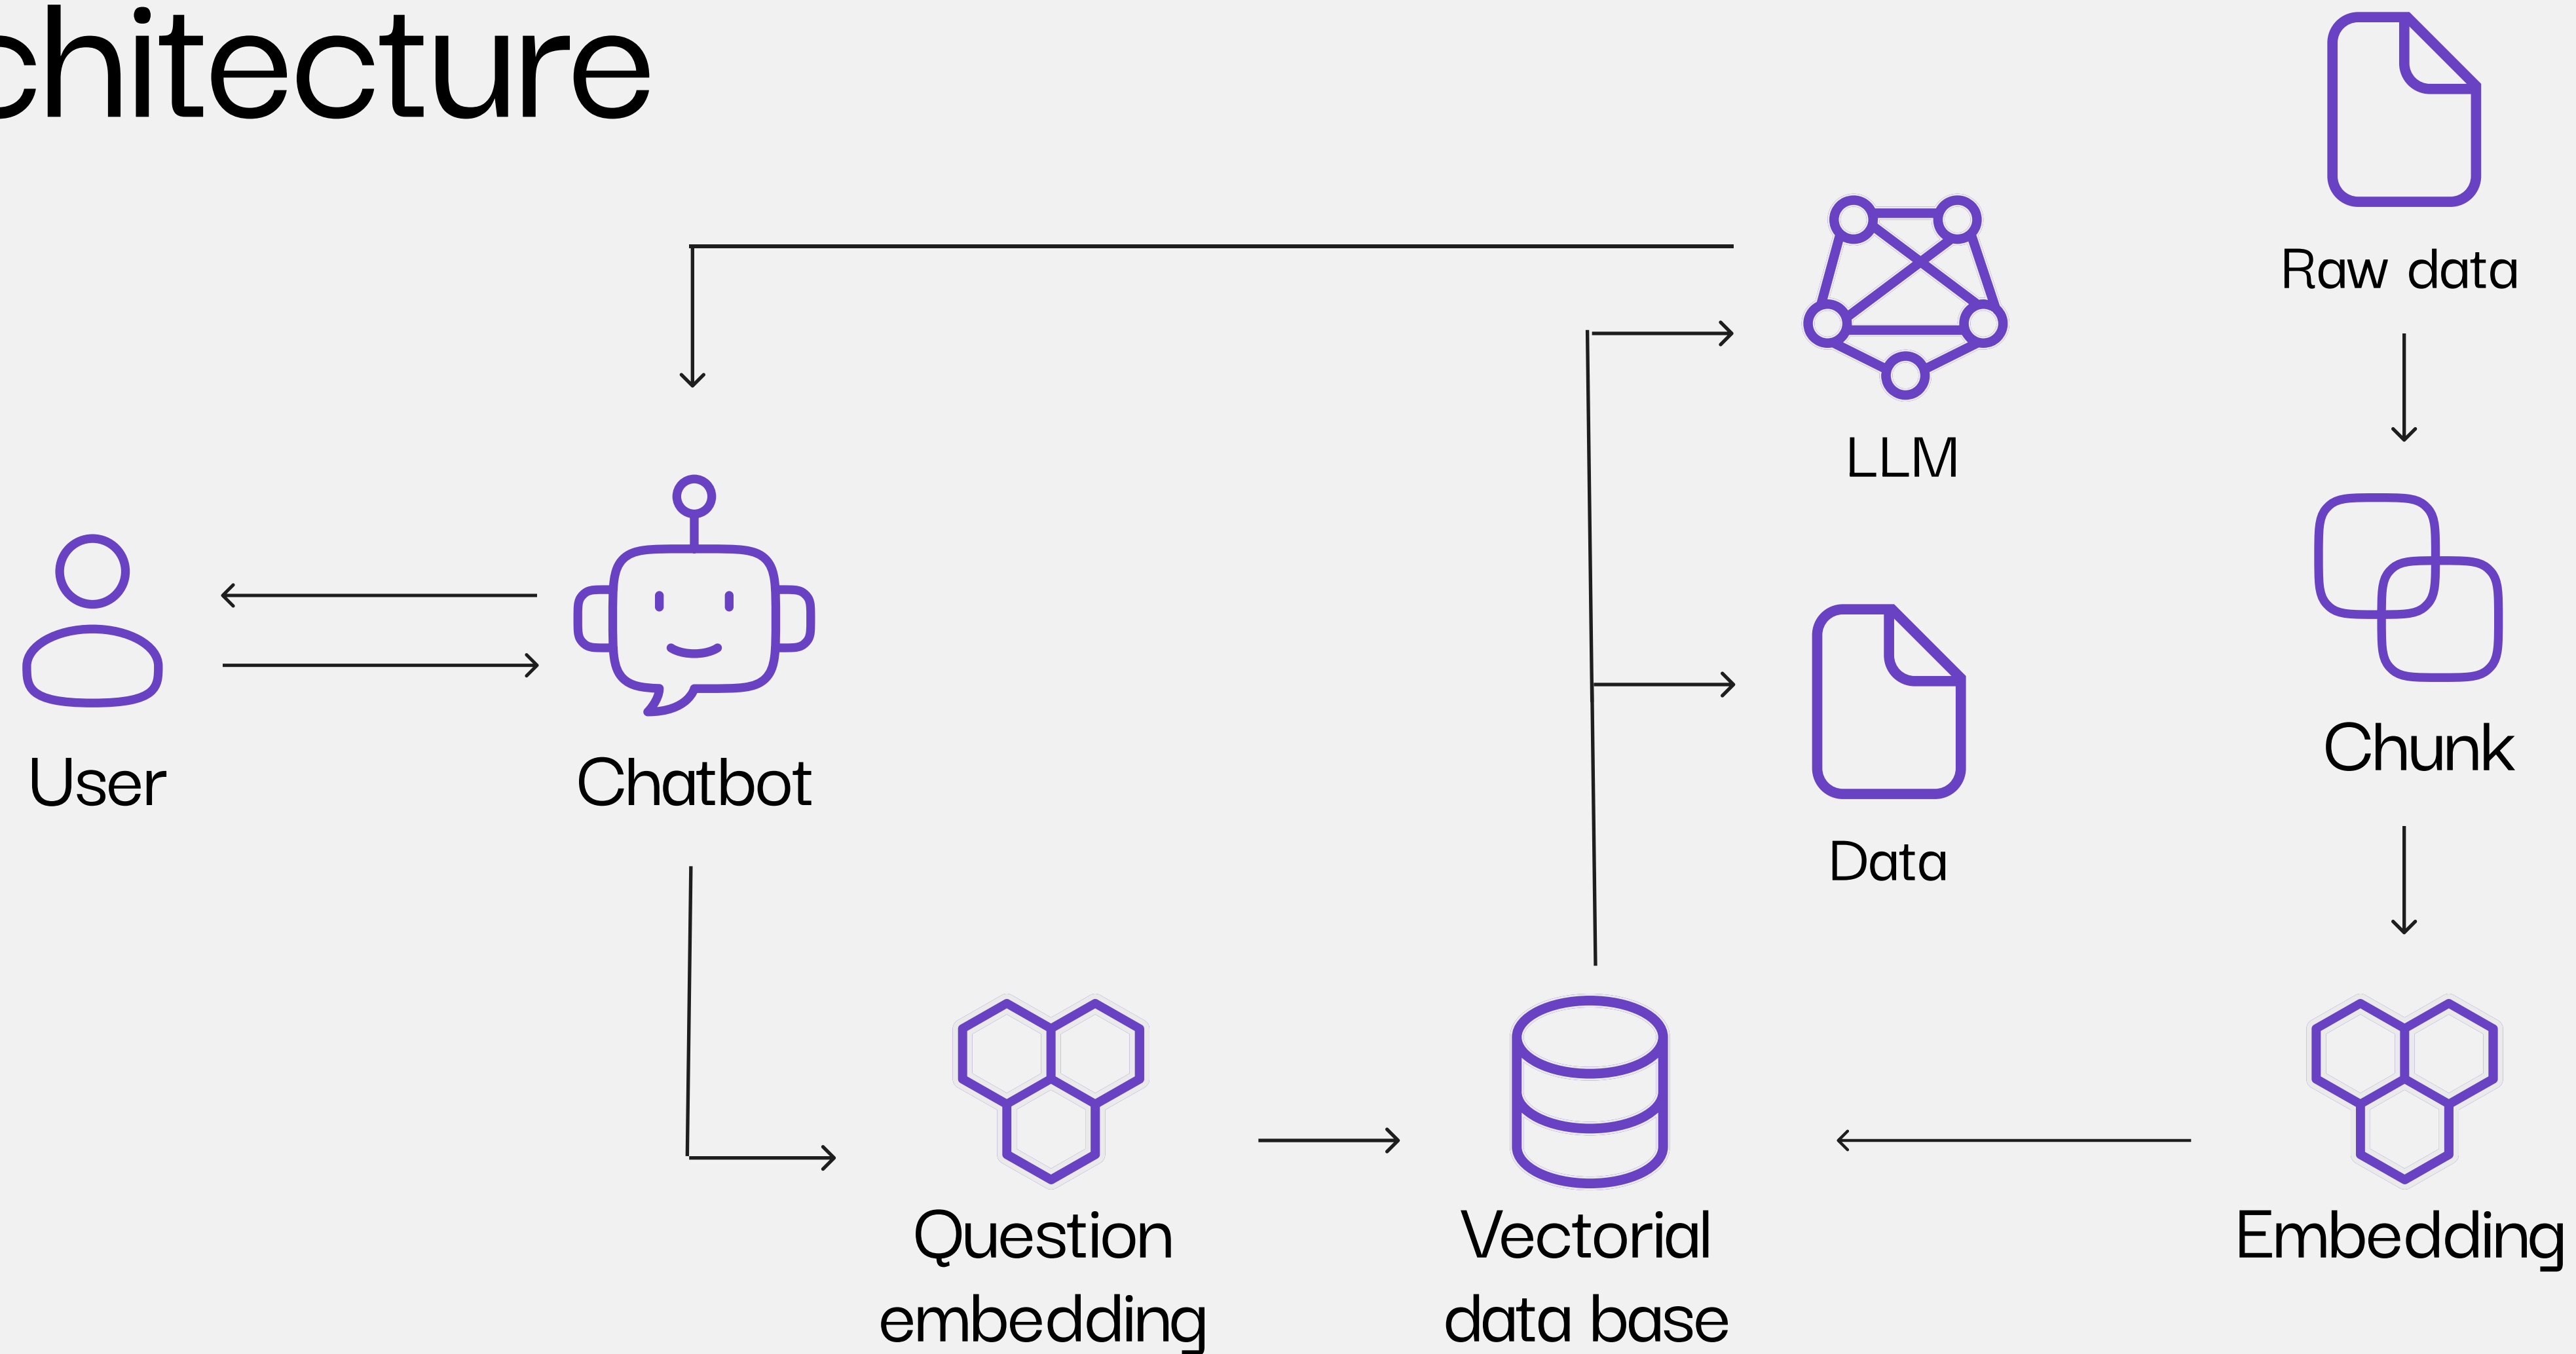 chitecture
Raw data
LLM
Chunk
User
Chatbot
Data
Question
embedding
Vectorial
data base
Embedding